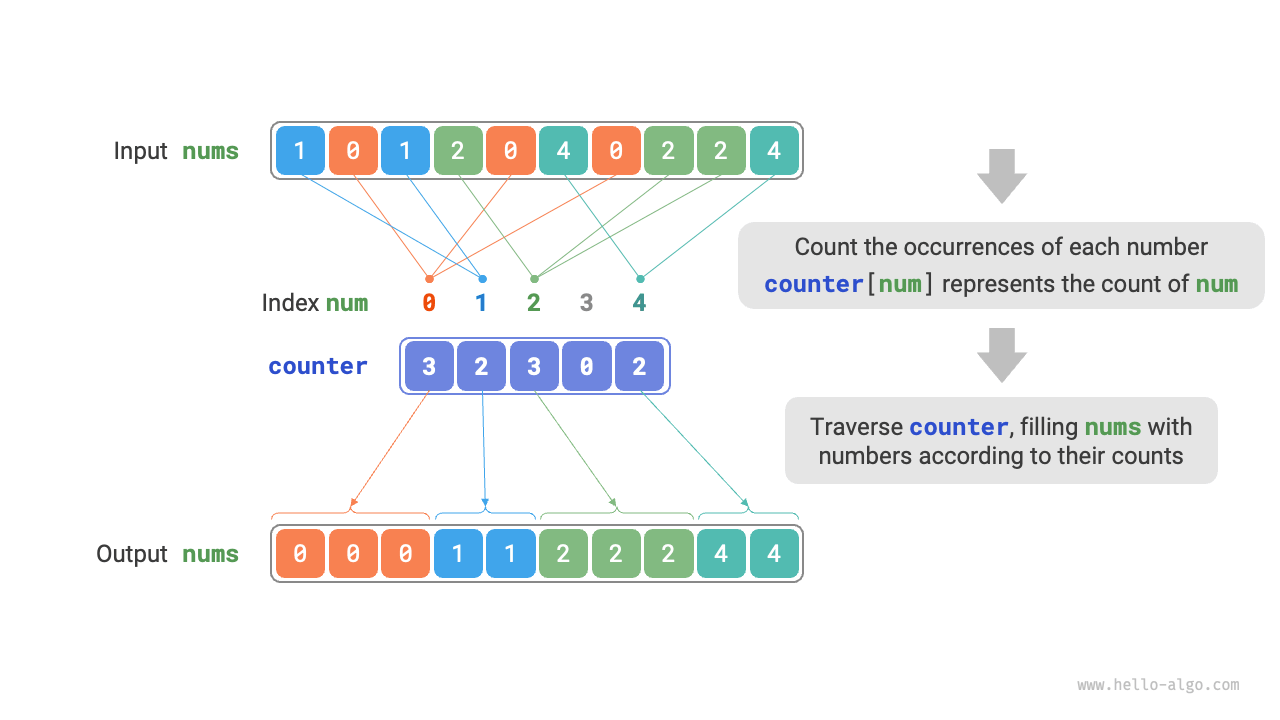 Input nums 1 0 1 2 0 4 0 2 2 4
Count the occurrences of each number
counter[num] represents the count of num
Index num 0 1 2 3 4
counter 3 2 3 0 2
Traverse counter, filling nums with
numbers according to their counts
Output nums 0 0 0 1 1 2 2 2 4 4
www.hello-algo.com